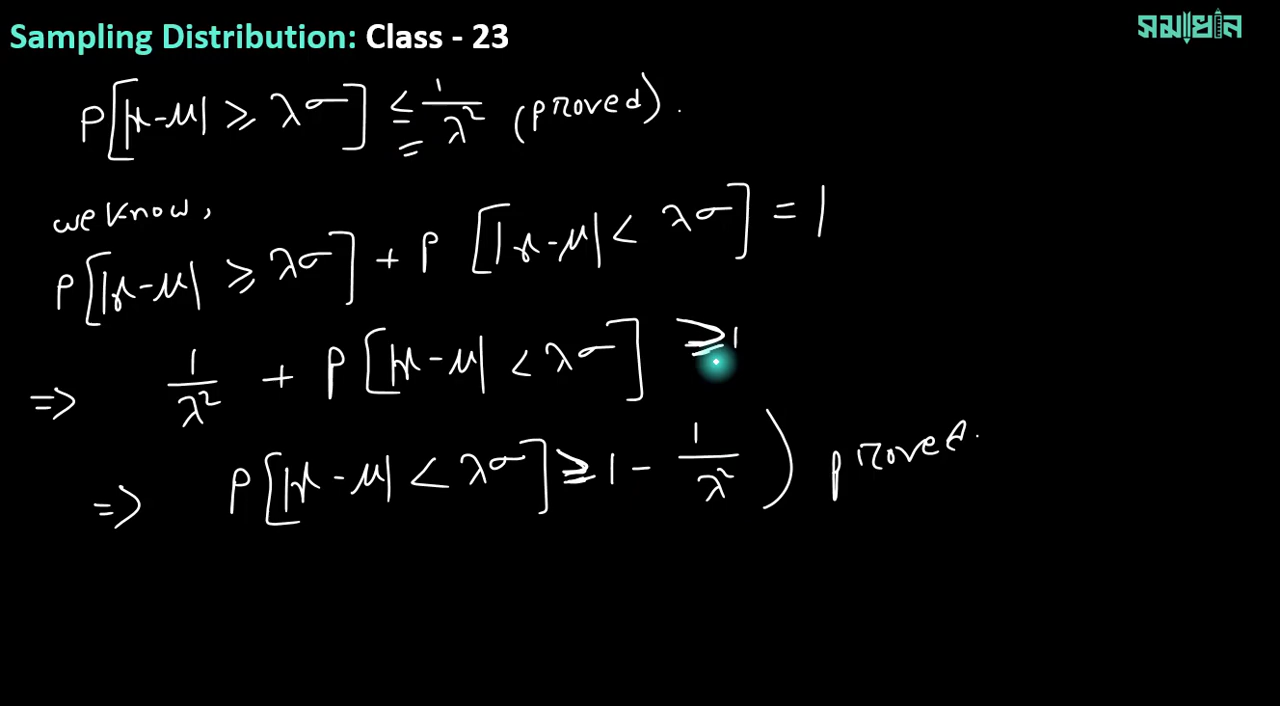 Sampling Distribution: Class - 23
সমাধান
P[|x-μ| ≥ λσ] ≤ 1/λ² (proved).
we know,
P[|x-μ| ≥ λσ] + P [|x-μ| < λσ] = 1
=> 1/λ² + P[|x-μ| < λσ] ≥ 1
=> P[|x-μ| < λσ] ≥ 1 - 1/λ² ) proved.